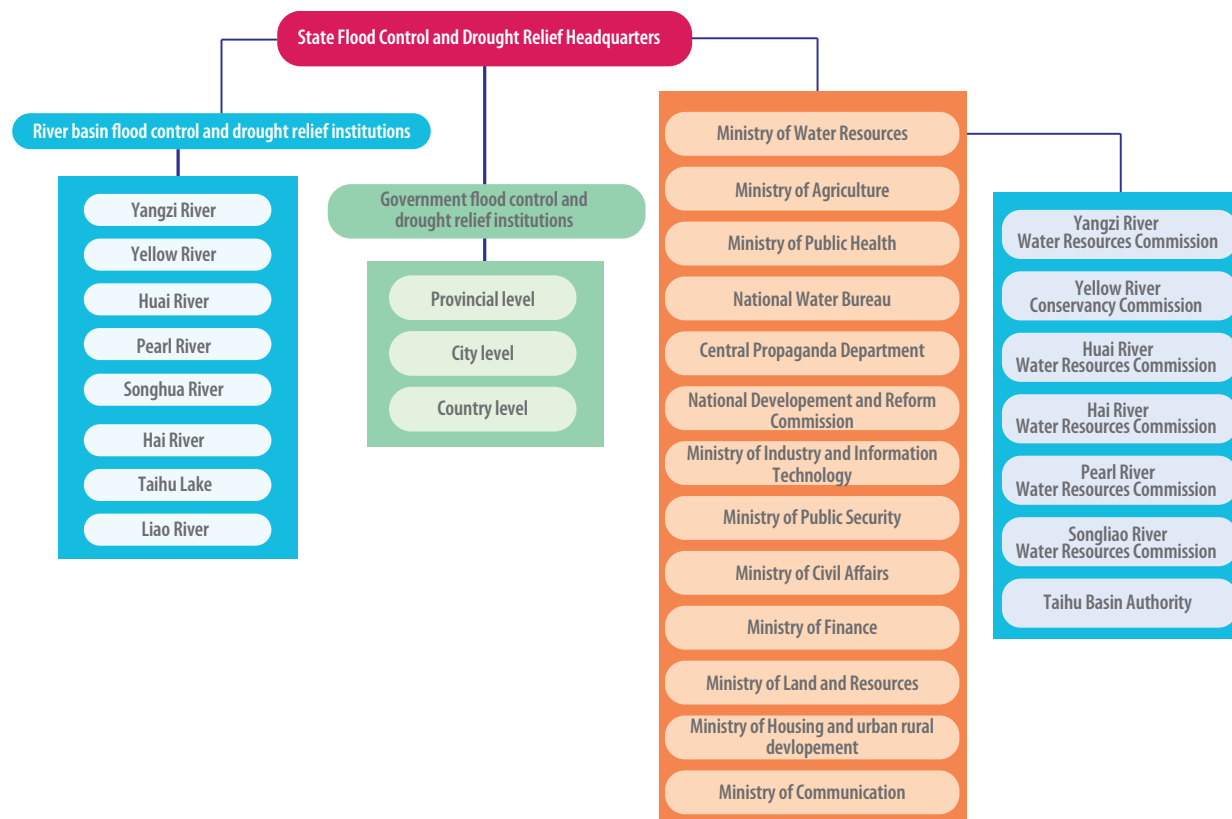 State Flood Control and Drought Relief Headquarters
River basin flood control and drought relief institutions
Yangzi River
Yellow River
Huai River
Pearl River
Songhua River
Hai River
Taihu Lake
Liao River
Government flood control and
drought relief institutions
Provincial level
City level
Country level
Ministry of Water Resources
Ministry of Agriculture
Ministry of Public Health
National Water Bureau
Central Propaganda Department
National Developement and Reform
Commission
Ministry of Industry and Information
Technology
Ministry of Public Security
Ministry of Civil Affairs
Ministry of Finance
Ministry of Land and Resources
Ministry of Housing and urban rural
devlopement
Ministry of Communication
Yangzi River
Water Resources Commission
Yellow River
Conservancy Commission
Huai River
Water Resources Commission
Hai River
Water Resources Commission
Pearl River
Water Resources Commission
Songliao River
Water Resources Commission
Taihu Basin Authority